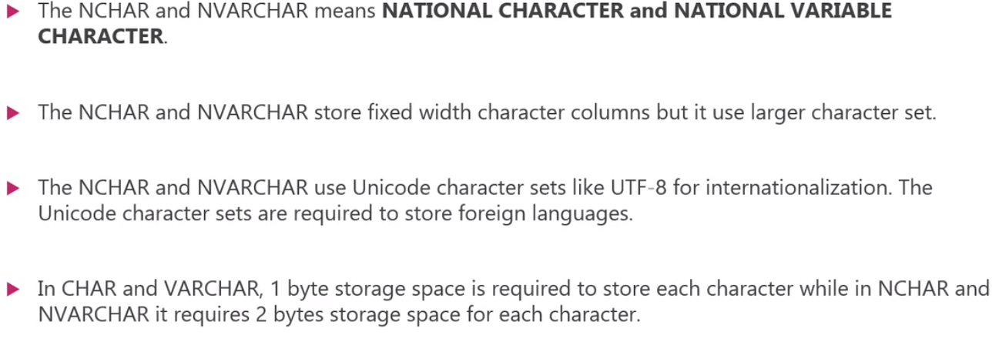 The NCHAR and NVARCHAR means NATIONAL CHARACTER and NATIONAL VARIABLE
CHARACTER.
The NCHAR and NVARCHAR store fixed width character columns but it use larger character set.
The NCHAR and NVARCHAR use Unicode character sets like UTF-8 for internationalization. The
Unicode character sets are required to store foreign languages.
In CHAR and VARCHAR, 1 byte storage space is required to store each character while in NCHAR and
NVARCHAR it requires 2 bytes storage space for each character.